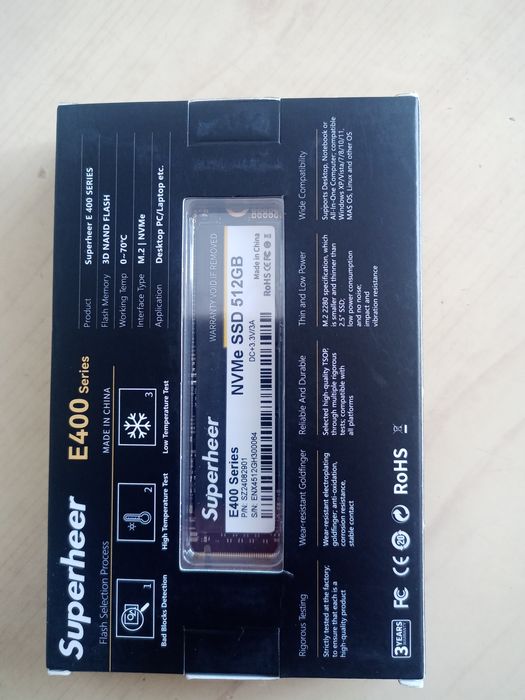 Superheer E400 Series
Flash Selection Process MADE IN CHINA
1
2
3
Bad Blocks Detection
High Temperature Test
Low Temperature Test
Product Superheer E 400 SERIES
Flash Memory 3D NAND FLASH
Working Temp 0~70℃
Interface Type M.2 | NVMe
Application Desktop PC/Laptop etc.
WARRANTY VOID IF REMOVED
Superheer NVMe SSD 512GB
Made in China
DC+3.3V/3A
RoHS CE FC
E400 Series
P/N: SZ24082901
S/N: ENX4512GH300064
Rigorous Testing
Strictly tested at the factory;
to ensure that each is a
high-quality product
Wear-resistant Goldfinger
Wear-resistant electroplating
goldfinger, anti-oxidation,
corrosion resistance,
stable contact
Reliable And Durable
Selected high-quality TSOP,
through multiple rigorous
tests; compatible with
all platforms
Thin and Low Power
M.2 2280 specification, which
is smaller and thinner than
2.5" SSD;
low power consumption
and no noise;
impact and
vibration resistance
Wide Compatibility
Supports Desktop, Notebook or
All-In-One Computer, compatible
Windows XP/Vista/7/8/10/11,
MAS OS, Linux and other OS
3 YEARS
FC CE RoHS